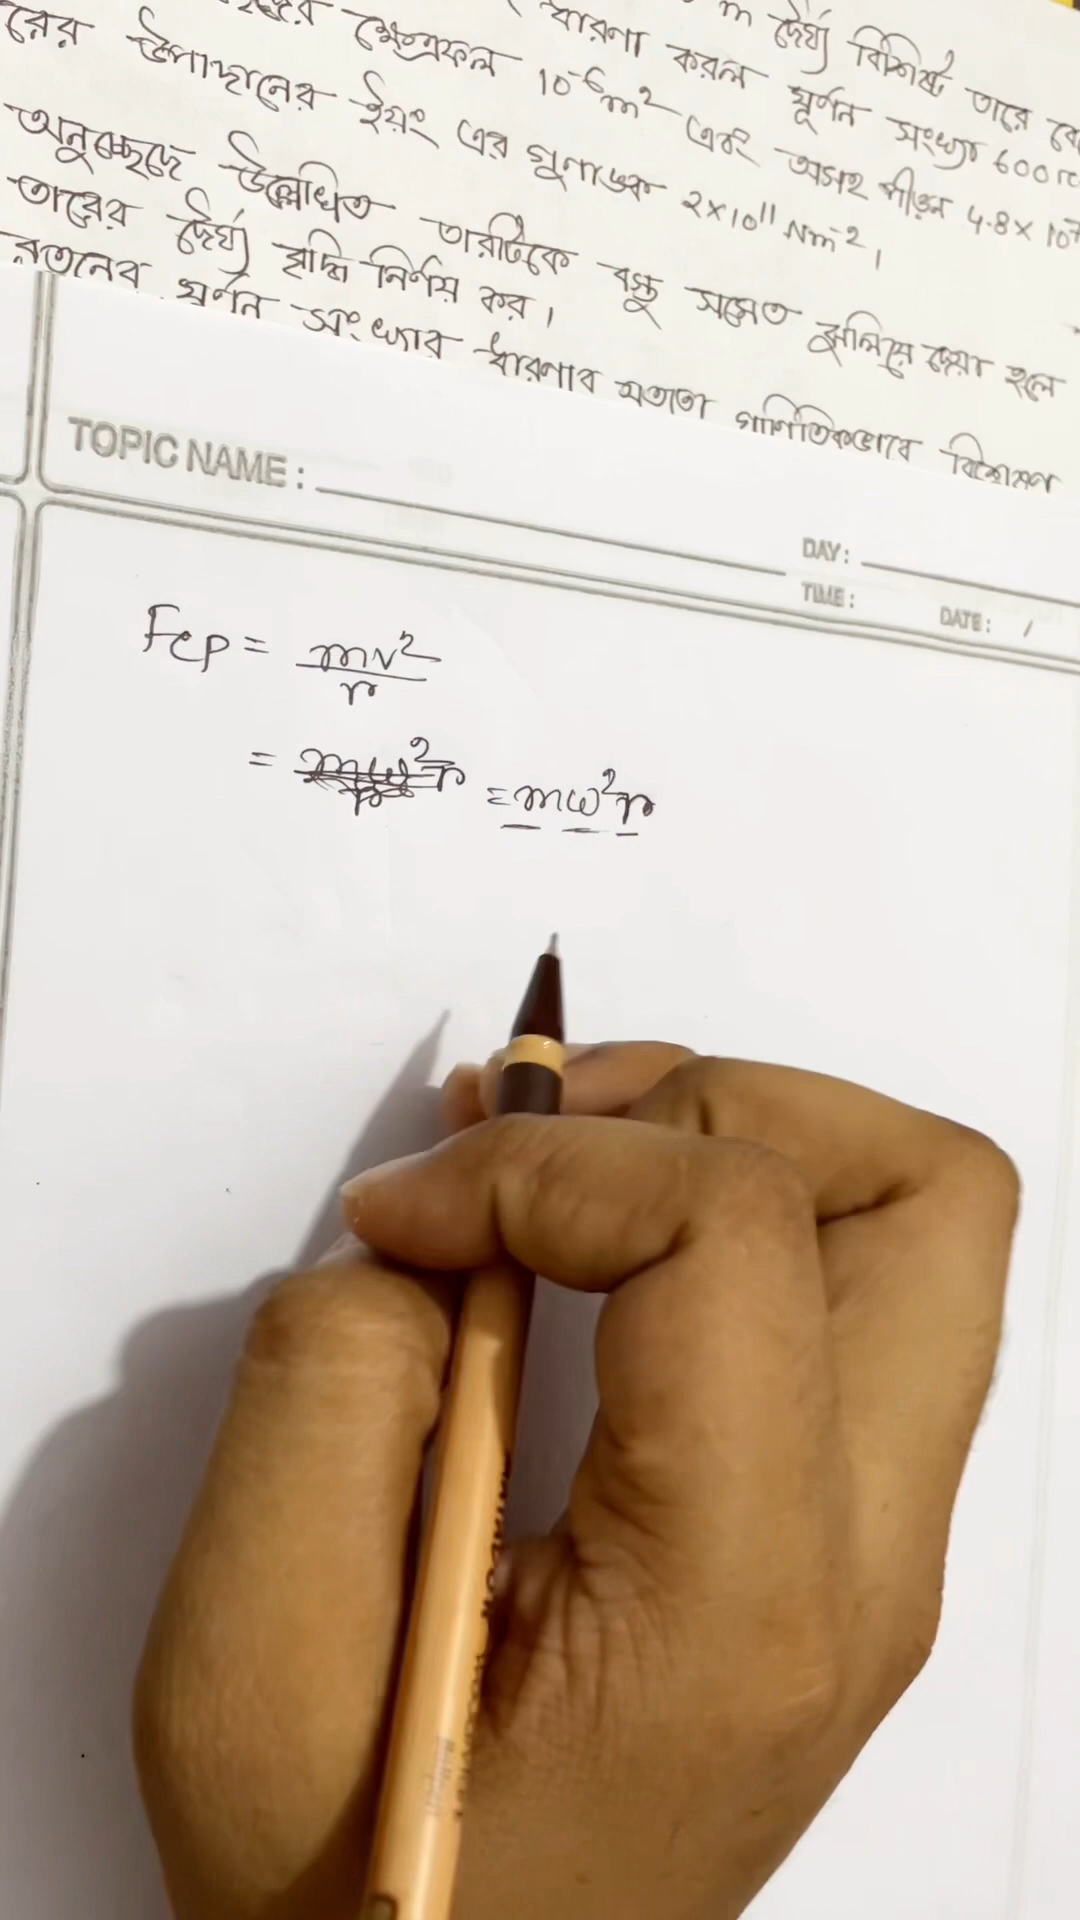 m দৈর্ঘ্য বিশিষ্ট তারে
ধারণা করল ঘূর্ণন সংখ্যা 600
ক্ষেত্রফল 10⁻⁶m² এবং অসহ পীড়ন 4.8×10⁷
উপাদানের ইয়ং এর গুণাঙ্ক 2×10¹¹ Nm⁻²।
অনুচ্ছেদে উল্লেখিত তারটিকে বস্তু সমেত ঝুলিয়ে দেয়া হলে
তারের দৈর্ঘ্য বৃদ্ধি নির্ণয় কর।
রতনের ঘূর্ণন সংখ্যার ধারণার সত্যতা গাণিতিকভাবে বিশ্লেষণ
TOPIC NAME :
DAY :
TIME :
DATE : /
Fcp = mv²/r
= = mω²r